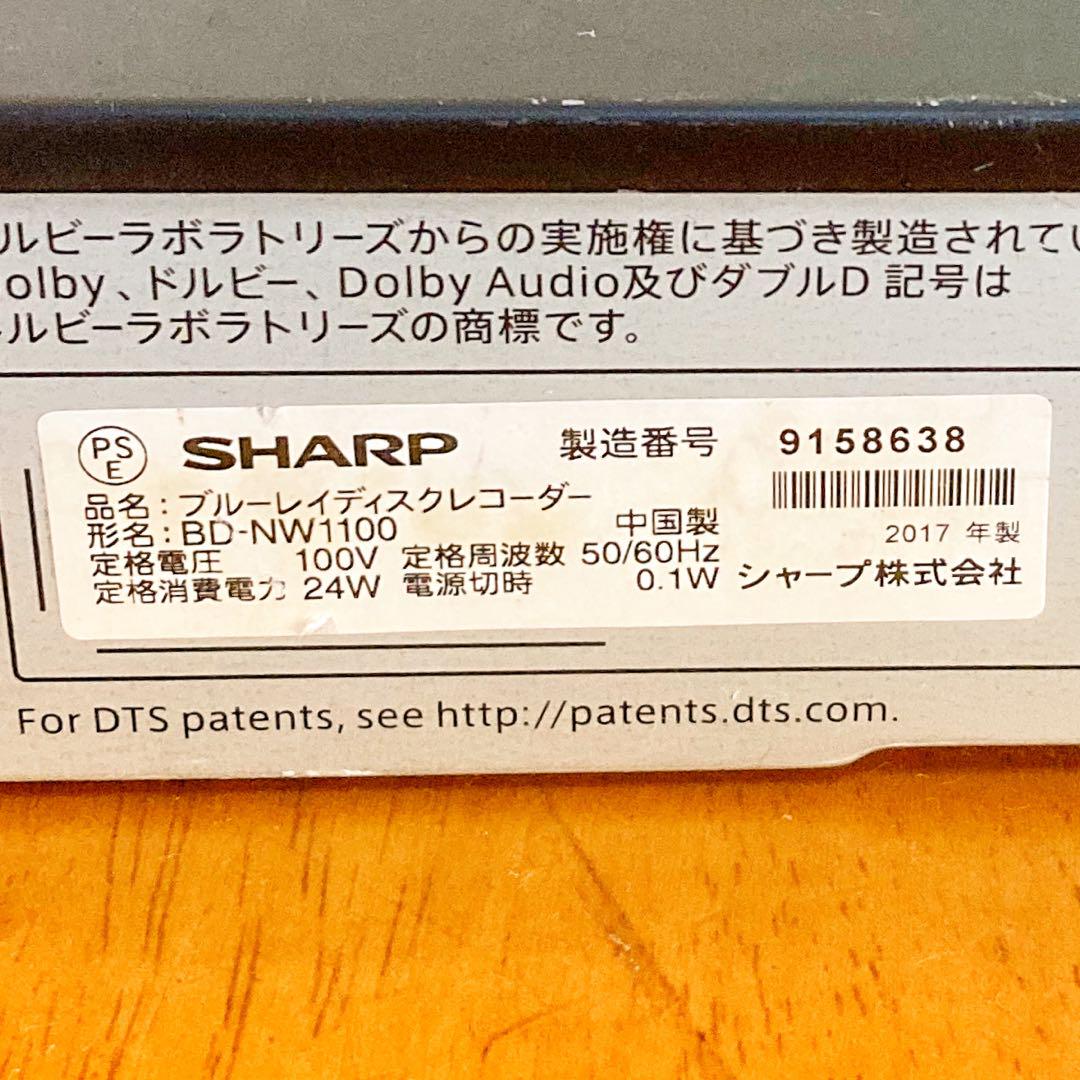 ルビーラボラトリーズからの実施権に基づき製造されてい
olby、ドルビー、Dolby Audio及びダブルD 記号は
ルビーラボラトリーズの商標です。
PS
E
SHARP 製造番号 9158638
品名:ブルーレイディスクレコーダー
形名:BD-NW1100 中国製 2017 年製
定格電圧 100V 定格周波数 50/60Hz
定格消費電力 24W 電源切時 0.1W シャープ株式会社
For DTS patents, see http://patents.dts.com.